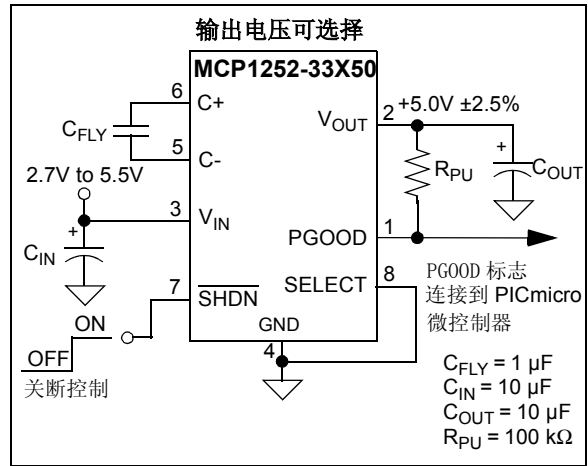 输出电压可选择
MCP1252-33X50
6
C+
CFLY
5
C-
VOUT
2
+5.0V ±2.5%
RPU
+
COUT
2.7V to 5.5V
3
VIN
+
CIN
PGOOD
1
PGOOD 标志
连接到 PICmicro
微控制器
7
SHDN
SELECT
8
ON
OFF
关断控制
GND
4
CFLY = 1 µF
CIN = 10 µF
COUT = 10 µF
RPU = 100 kΩ